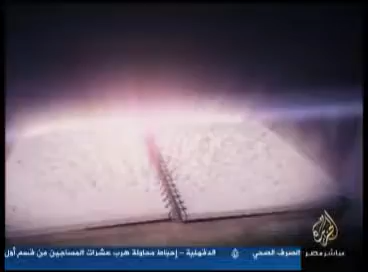 الجزيرة
مباشر مصر
الصرف الصحي    الدقهلية – إحباط محاولة هرب عشرات المساجين من قسم أول